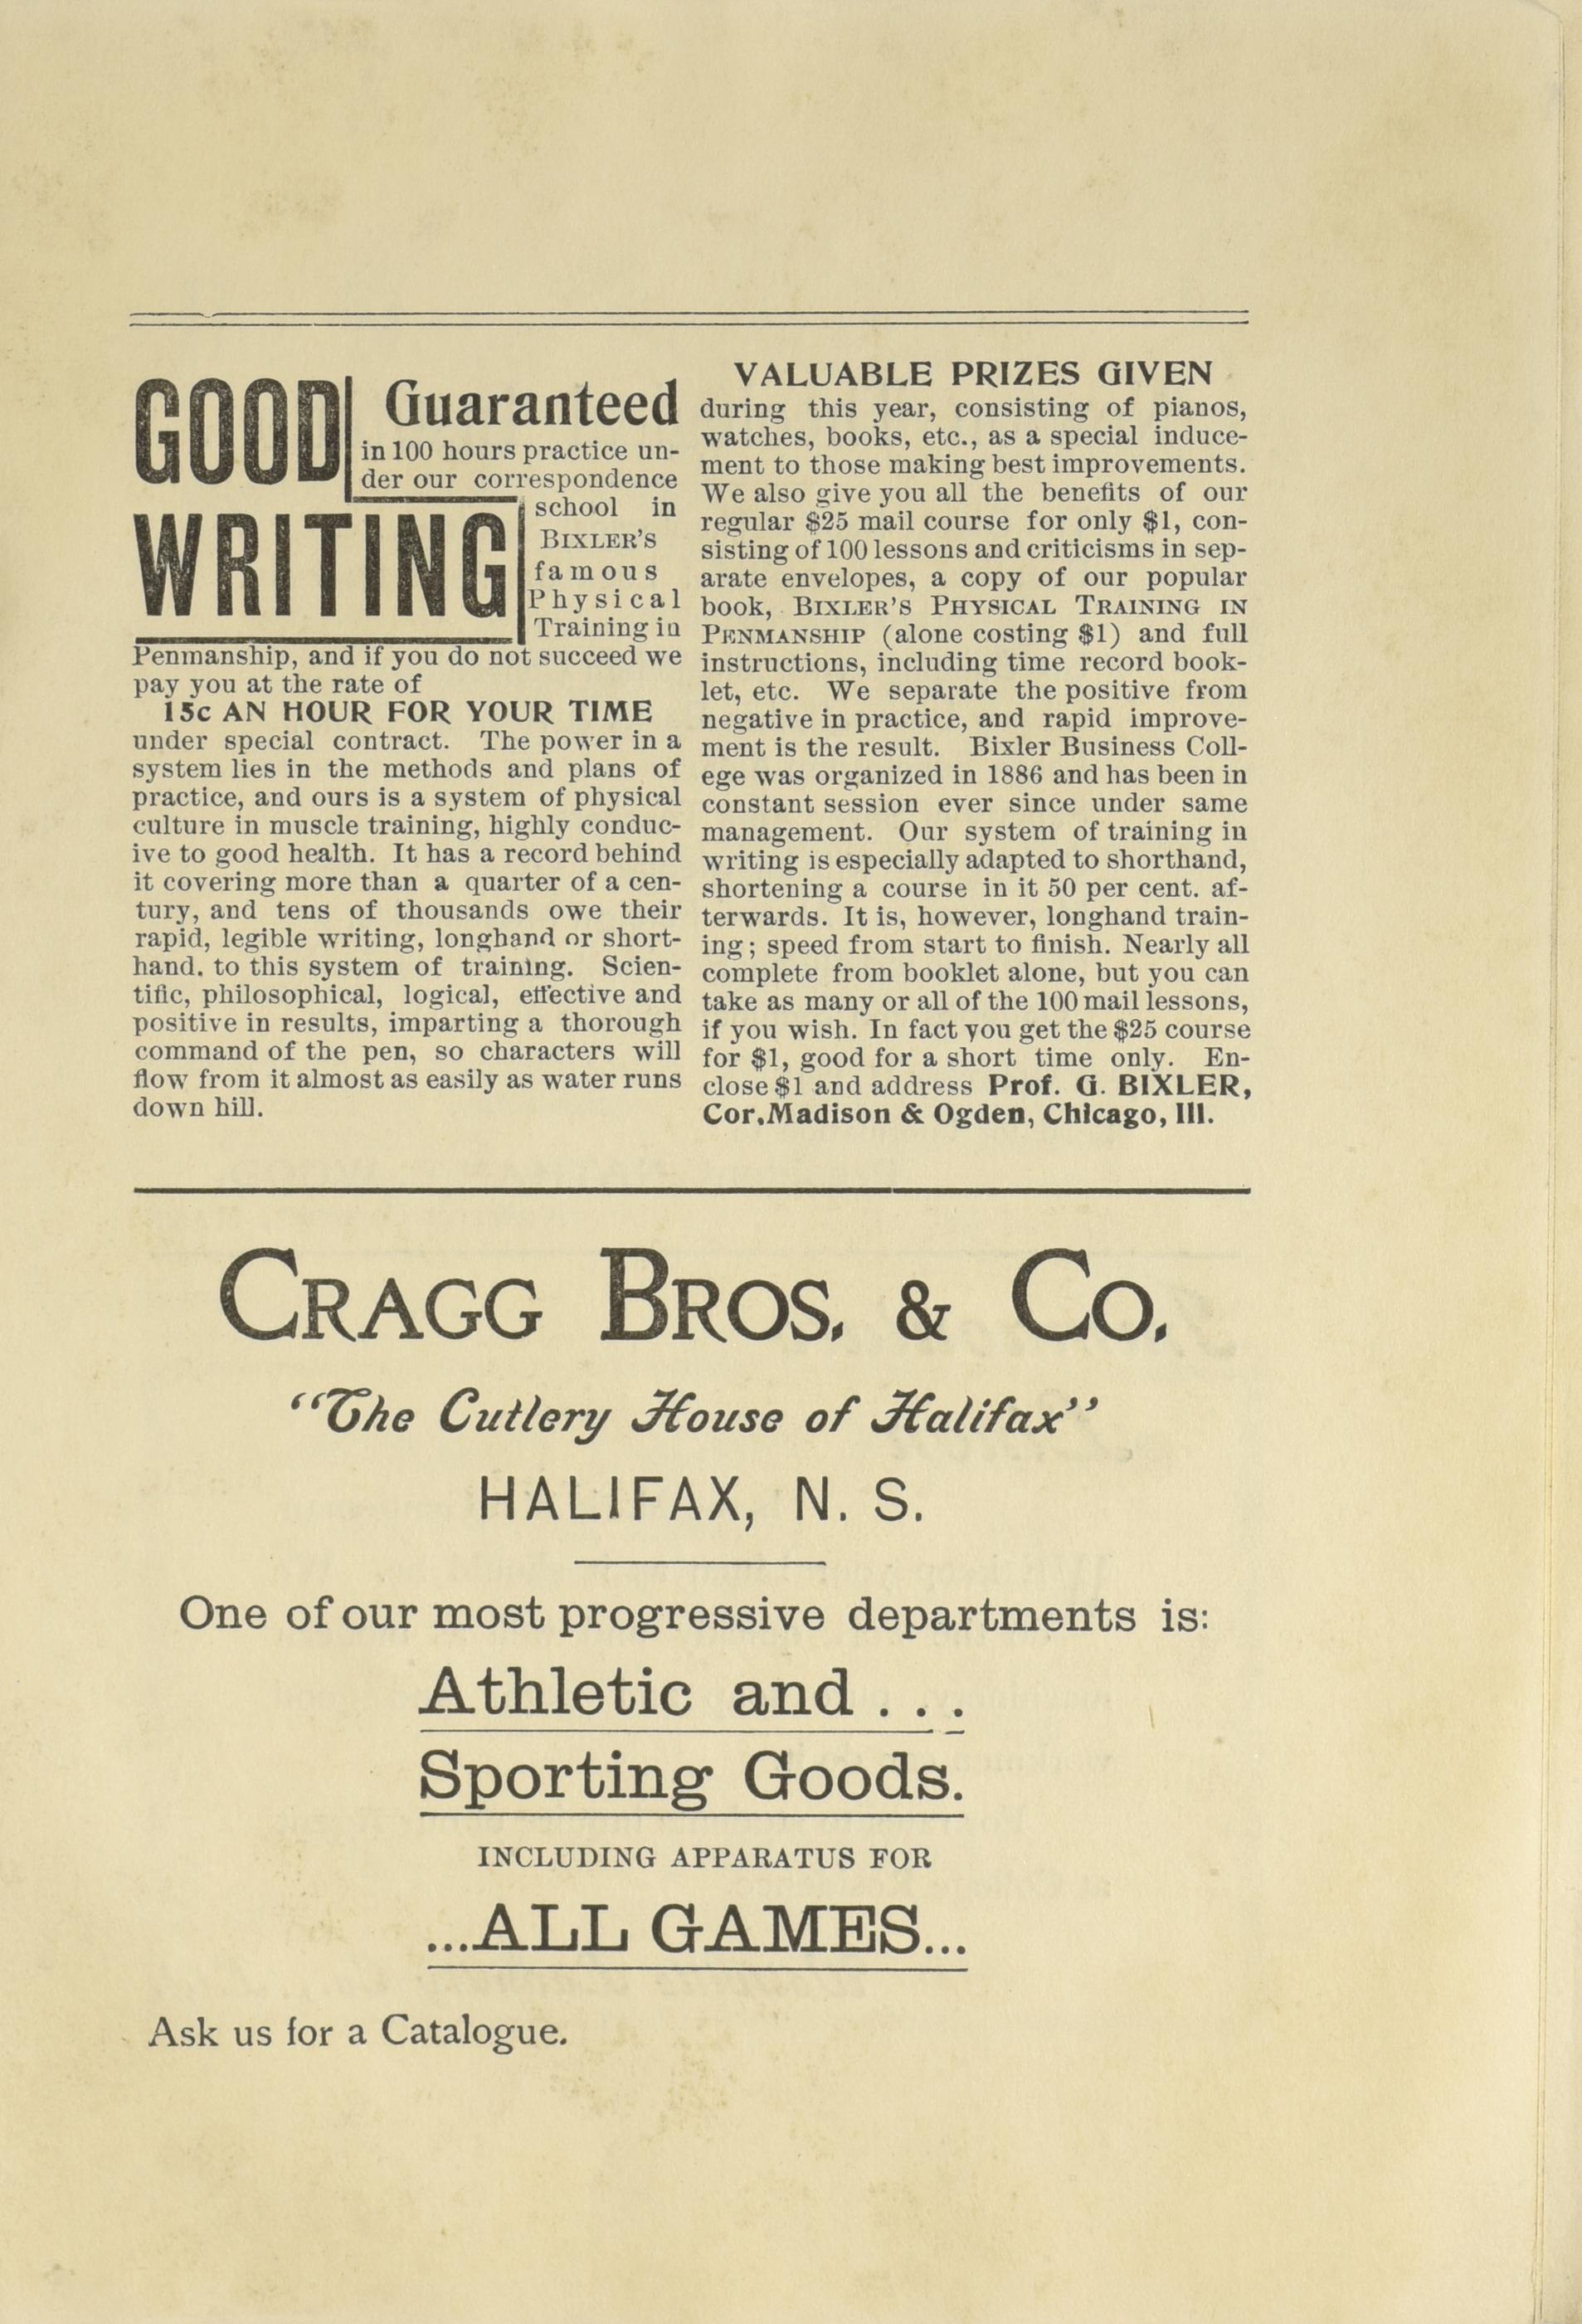 GOOD WRITING
Guaranteed
in 100 hours practice un-
der our correspondence
school in
BIXLER'S
famous
Physical
Training in
Penmanship, and if you do not succeed we
pay you at the rate of
15c AN HOUR FOR YOUR TIME
under special contract. The power in a
system lies in the methods and plans of
practice, and ours is a system of physical
culture in muscle training, highly conduc-
ive to good health. It has a record behind
it covering more than a quarter of a cen-
tury, and tens of thousands owe their
rapid, legible writing, longhand or short-
hand. to this system of training. Scien-
tific, philosophical, logical, effective and
positive in results, imparting a thorough
command of the pen, so characters will
flow from it almost as easily as water runs
down hill.
VALUABLE PRIZES GIVEN
during this year, consisting of pianos,
watches, books, etc., as a special induce-
ment to those making best improvements.
We also give you all the benefits of our
regular $25 mail course for only $1, con-
sisting of 100 lessons and criticisms in sep-
arate envelopes, a copy of our popular
book, BIXLER'S PHYSICAL TRAINING IN
PENMANSHIP (alone costing $1) and full
instructions, including time record book-
let, etc. We separate the positive from
negative in practice, and rapid improve-
ment is the result. Bixler Business Coll-
ege was organized in 1886 and has been in
constant session ever since under same
management. Our system of training in
writing is especially adapted to shorthand,
shortening a course in it 50 per cent. af-
terwards. It is, however, longhand train-
ing; speed from start to finish. Nearly all
complete from booklet alone, but you can
take as many or all of the 100 mail lessons,
if you wish. In fact you get the $25 course
for $1, good for a short time only. En-
close $1 and address Prof. G. BIXLER,
Cor. Madison & Ogden, Chicago, Ill.
CRAGG BROS. & CO.
"The Cutlery House of Halifax"
HALIFAX, N. S.
One of our most progressive departments is:
Athletic and . . .
Sporting Goods.
INCLUDING APPARATUS FOR
...ALL GAMES...
Ask us for a Catalogue.